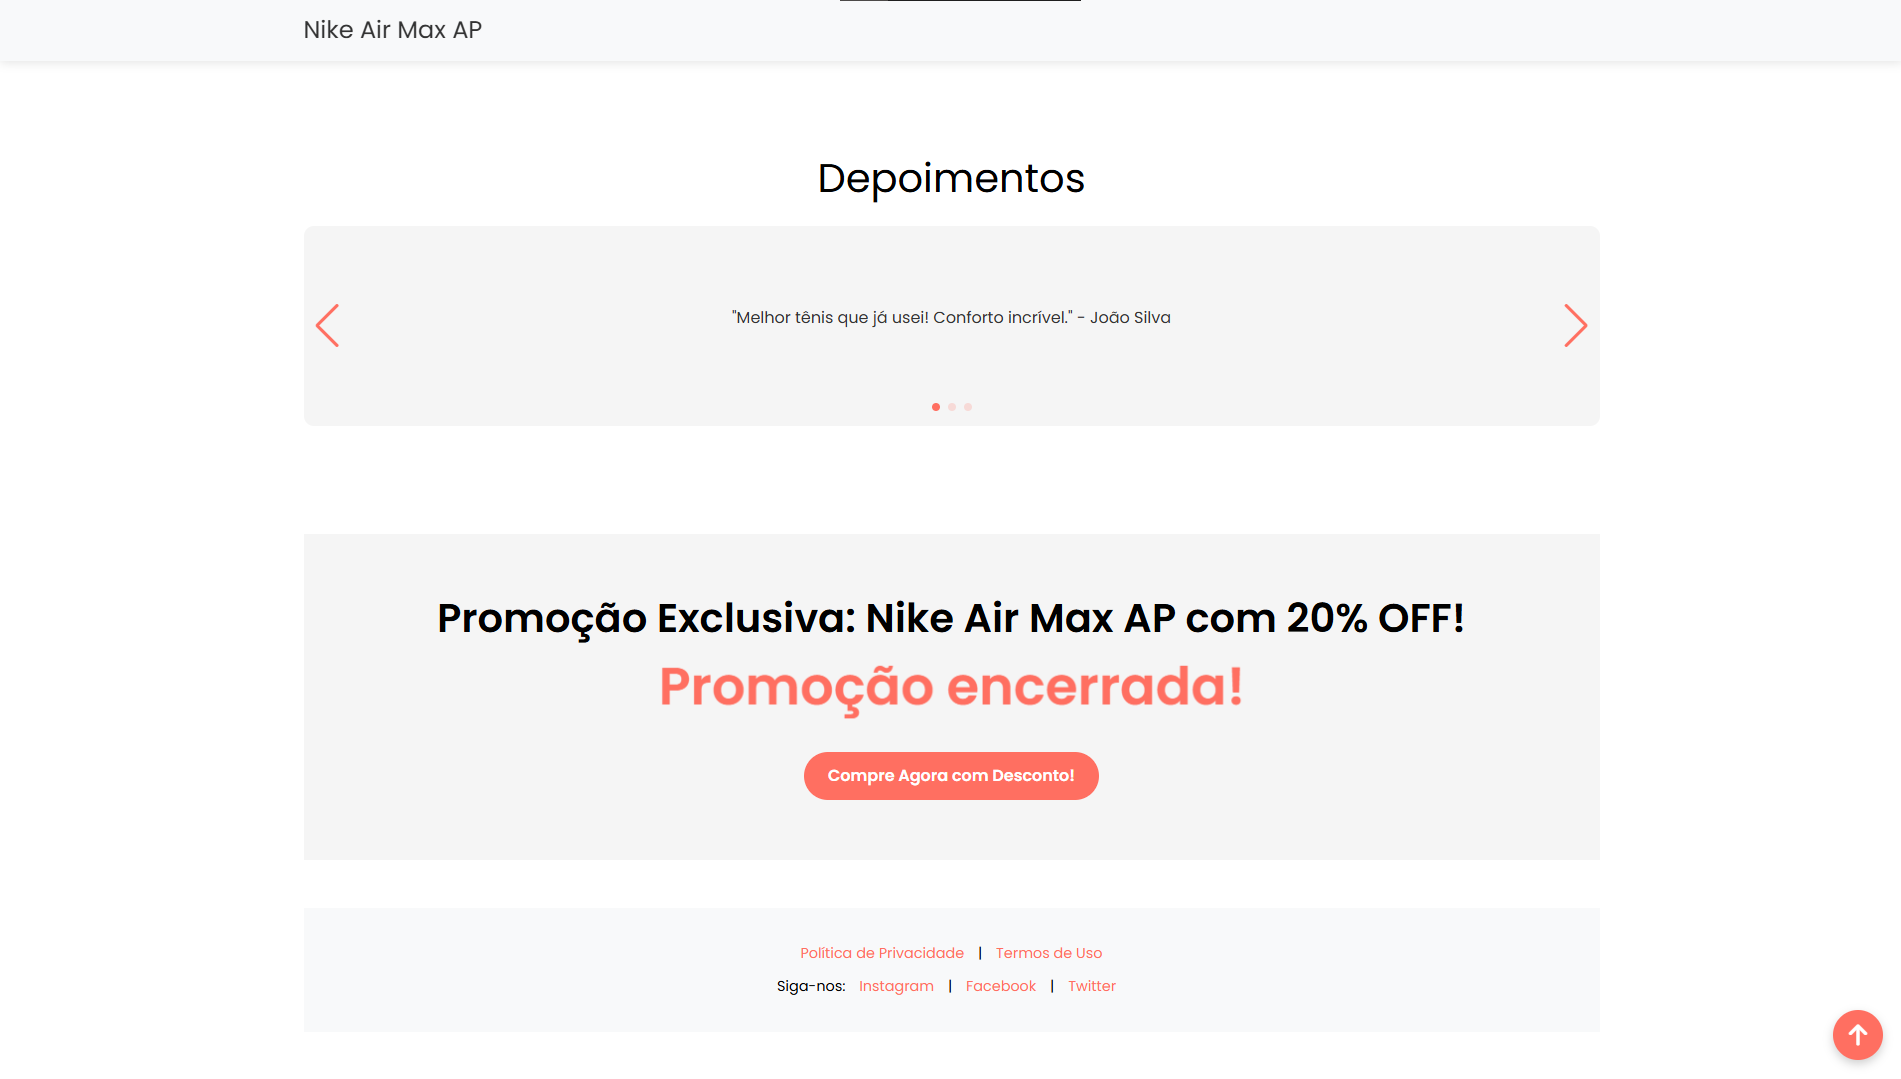 Nike Air Max AP
Depoimentos
"Melhor tênis que já usei! Conforto incrível." - João Silva
Promoção Exclusiva: Nike Air Max AP com 20% OFF!
Promoção encerrada!
Compre Agora com Desconto!
Política de Privacidade | Termos de Uso
Siga-nos: Instagram | Facebook | Twitter